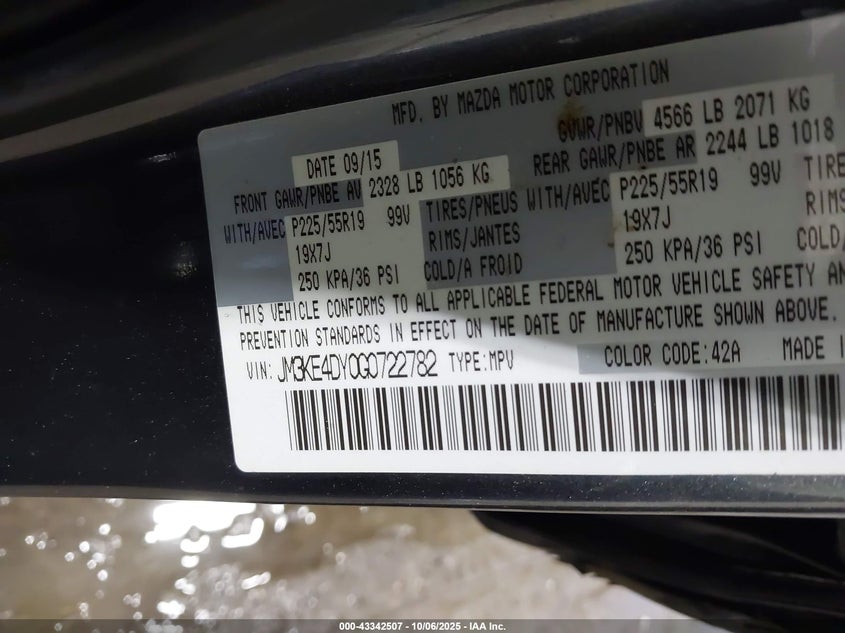 MFD. BY MAZDA MOTOR CORPORATION
DATE 09/15 GVWR/PNBV 4566 LB 2071 KG
FRONT GAWR/PNBE AV 2328 LB 1056 KG REAR GAWR/PNBE AR 2244 LB 1018
WITH/AVEC P225/55R19 99V TIRES/PNEUS WITH/AVEC P225/55R19 99V TIRES
19X7J RIMS/JANTES 19X7J RIMS
250 KPA/36 PSI COLD/A FROID 250 KPA/36 PSI COLD/
THIS VEHICLE CONFORMS TO ALL APPLICABLE FEDERAL MOTOR VEHICLE SAFETY AN
PREVENTION STANDARDS IN EFFECT ON THE DATE OF MANUFACTURE SHOWN ABOVE.
VIN: JM3KE4DY0G0722782 TYPE:MPV COLOR CODE:42A MADE I
000-43342507 - 10/06/2025 - IAA Inc.